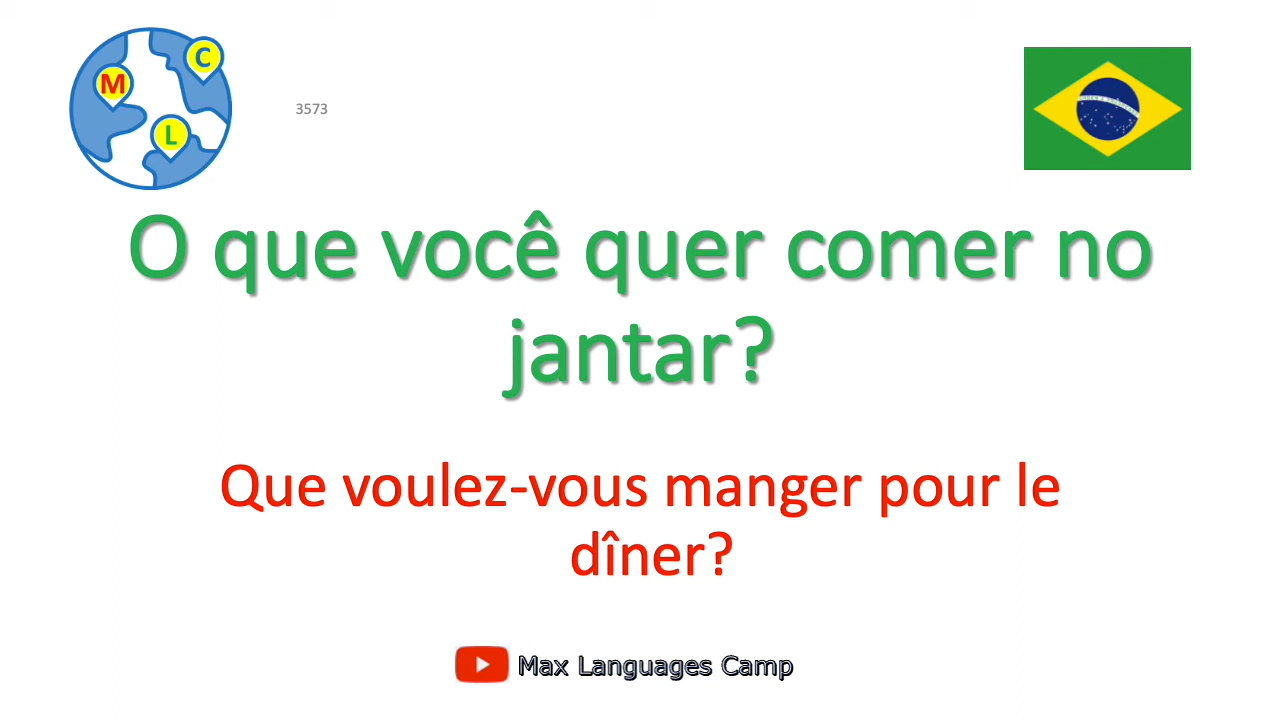 C
M
L
3573
O que você quer comer no
jantar?
Que voulez-vous manger pour le
dîner?
Max Languages Camp